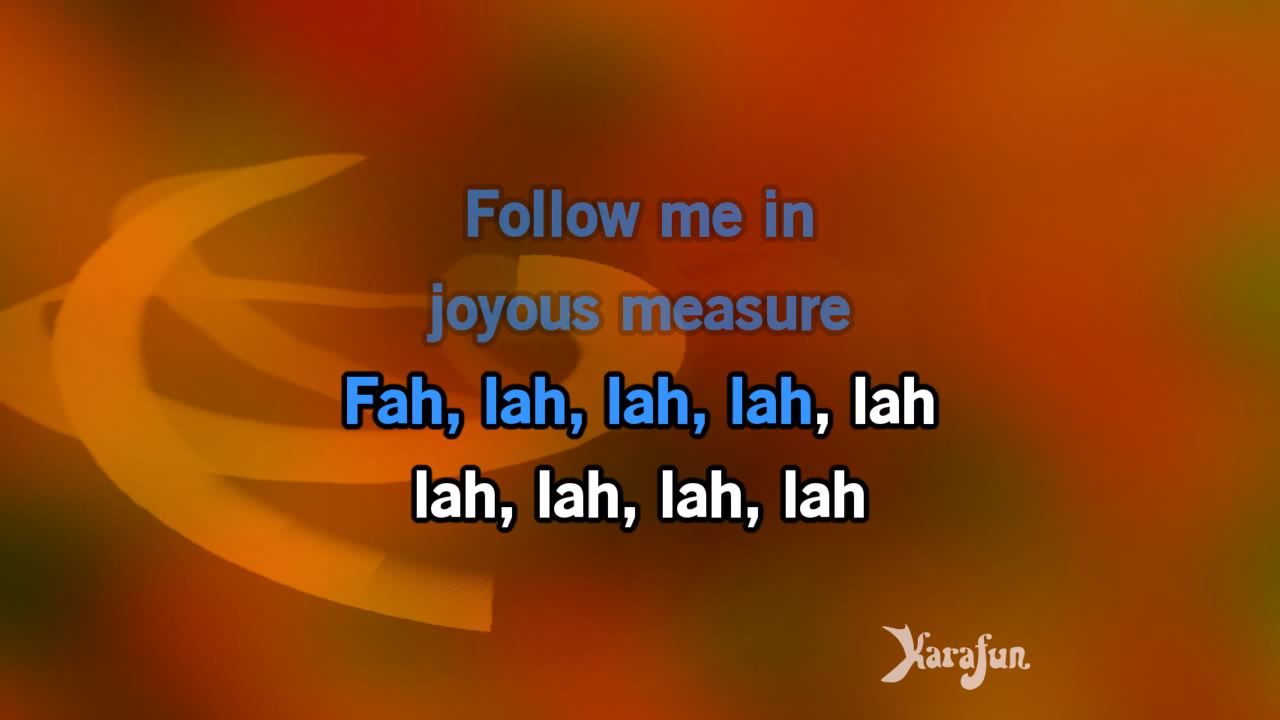 Follow me in
joyous measure
Fah, lah, lah, lah, lah
lah, lah, lah, lah
Karafun